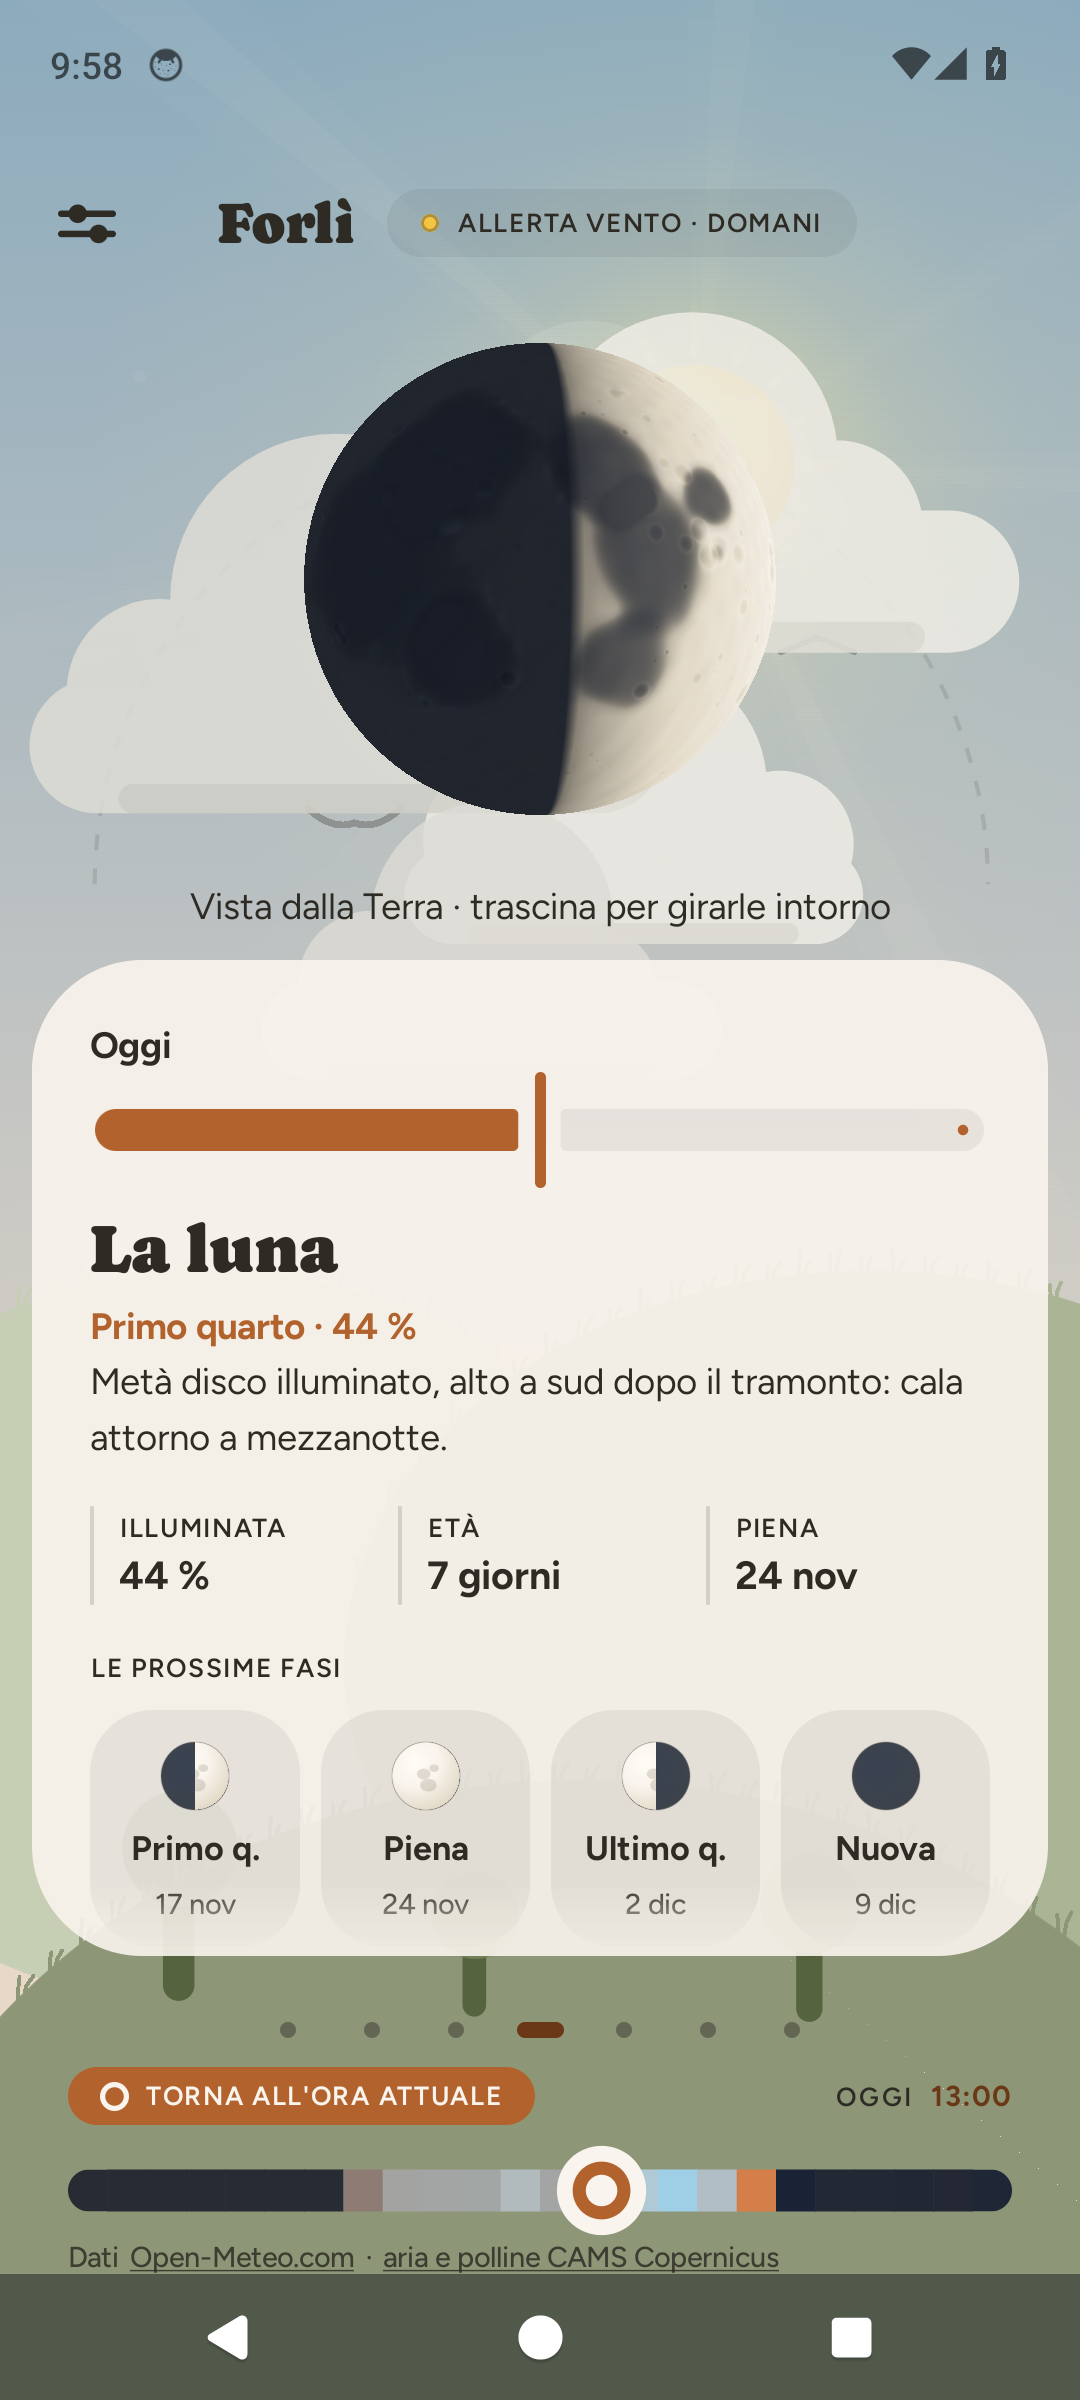 9:58
Forlì
ALLERTA VENTO · DOMANI
Vista dalla Terra · trascina per girarle intorno
Oggi
La luna
Primo quarto · 44 %
Metà disco illuminato, alto a sud dopo il tramonto: cala
attorno a mezzanotte.
ILLUMINATA ETÀ PIENA
44 % 7 giorni 24 nov
LE PROSSIME FASI
Primo q. Piena Ultimo q. Nuova
17 nov 24 nov 2 dic 9 dic
TORNA ALL'ORA ATTUALE OGGI 13:00
Dati Open-Meteo.com · aria e polline CAMS Copernicus